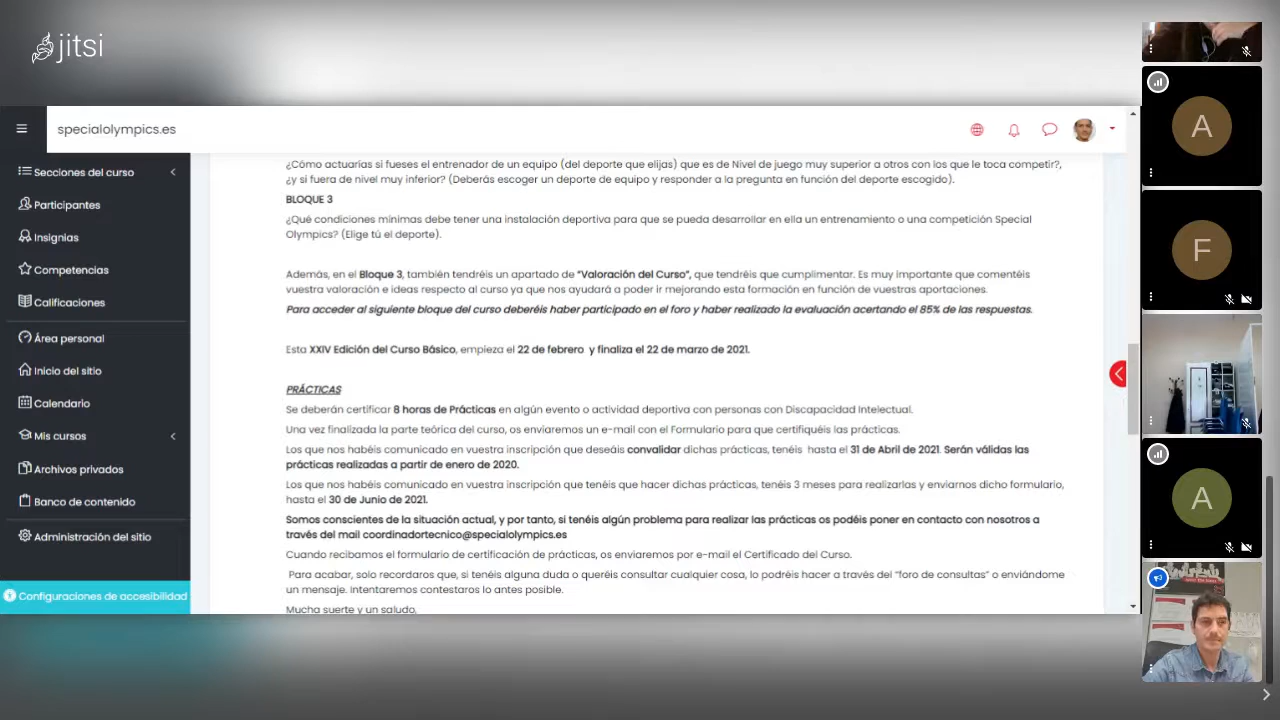 jitsi
specialolympics.es
Secciones del curso
Participantes
Insignias
Competencias
Calificaciones
Área personal
Inicio del sitio
Calendario
Mis cursos
Archivos privados
Banco de contenido
Administración del sitio
Configuraciones de accesibilidad
¿Cómo actuarías si fueses el entrenador de un equipo (del deporte que elijas) que es de Nivel de juego muy superior a otros con los que le toca competir?,
¿y si fuera de nivel muy inferior? (Deberás escoger un deporte de equipo y responder a la pregunta en función del deporte escogido).
BLOQUE 3
¿Qué condiciones mínimas debe tener una instalación deportiva para que se pueda desarrollar en ella un entrenamiento o una competición Special
Olympics? (Elige tú el deporte).
Además, en el Bloque 3, también tendréis un apartado de “Valoración del Curso”, que tendréis que cumplimentar. Es muy importante que comentéis
vuestra valoración e ideas respecto al curso ya que nos ayudará a poder ir mejorando esta formación en función de vuestras aportaciones.
Para acceder al siguiente bloque del curso deberéis haber participado en el foro y haber realizado la evaluación acertando el 85% de las respuestas.
Esta XXIV Edición del Curso Básico, empieza el 22 de febrero y finaliza el 22 de marzo de 2021.
PRÁCTICAS
Se deberán certificar 8 horas de Prácticas en algún evento o actividad deportiva con personas con Discapacidad Intelectual.
Una vez finalizada la parte teórica del curso, os enviaremos un e-mail con el Formulario para que certifiquéis las prácticas.
Los que nos habéis comunicado en vuestra inscripción que deseáis convalidar dichas prácticas, tenéis hasta el 31 de Abril de 2021. Serán válidas las
prácticas realizadas a partir de enero de 2020.
Los que nos habéis comunicado en vuestra inscripción que tenéis que hacer dichas prácticas, tenéis 3 meses para realizarlas y enviarnos dicho formulario,
hasta el 30 de Junio de 2021.
Somos conscientes de la situación actual, y por tanto, si tenéis algún problema para realizar las prácticas os podéis poner en contacto con nosotros a
través del mail coordinadortecnico@specialolympics.es
Cuando recibamos el formulario de certificación de prácticas, os enviaremos por e-mail el Certificado del Curso.
Para acabar, solo recordaros que, si tenéis alguna duda o queréis consultar cualquier cosa, lo podréis hacer a través del “foro de consultas” o enviándome
un mensaje. Intentaremos contestaros lo antes posible.
Mucha suerte y un saludo,
A
F
A